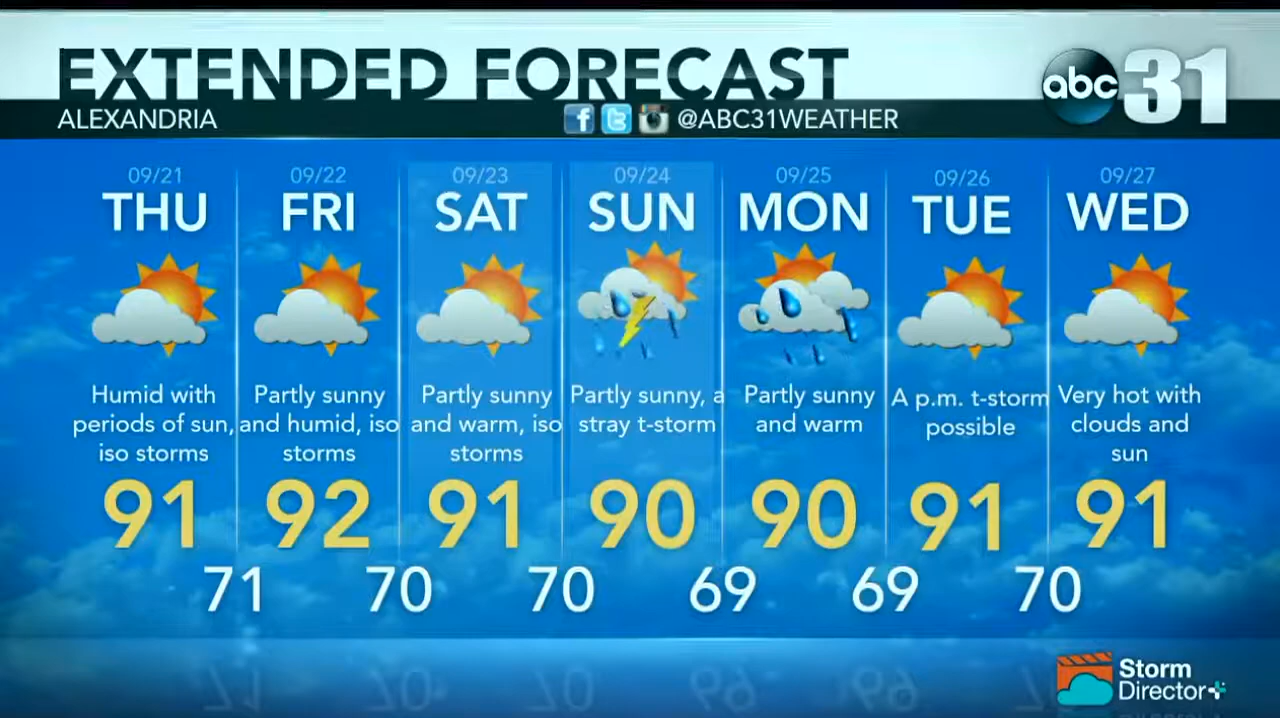 EXTENDED FORECAST
abc 31
ALEXANDRIA
@ABC31WEATHER
09/21 09/22 09/23 09/24 09/25 09/26 09/27
THU FRI SAT SUN MON TUE WED
Humid with
periods of sun,
iso storms
Partly sunny
and humid, iso
storms
Partly sunny
and warm, iso
storms
Partly sunny, a
stray t-storm
Partly sunny
and warm
A p.m. t-storm
possible
Very hot with
clouds and
sun
91 92 91 90 90 91 91
71 70 70 69 69 70
Storm
Director+